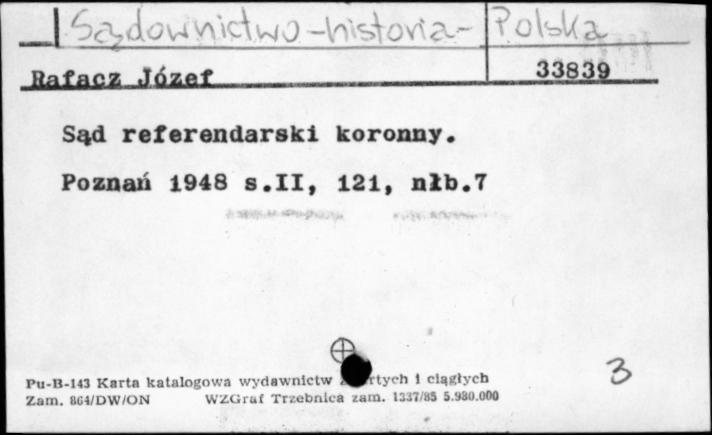 Sądownictwo - historia - Polska
Rafacz Józef 33839
Sąd referendarski koronny.
Poznań 1948 s.II, 121, nlb.7
Pu-B-143 Karta katalogowa wydawnictw rtych i ciągłych
Zam. 864/DW/ON WZGraf Trzebnica zam. 1337/85 5.980.000
3